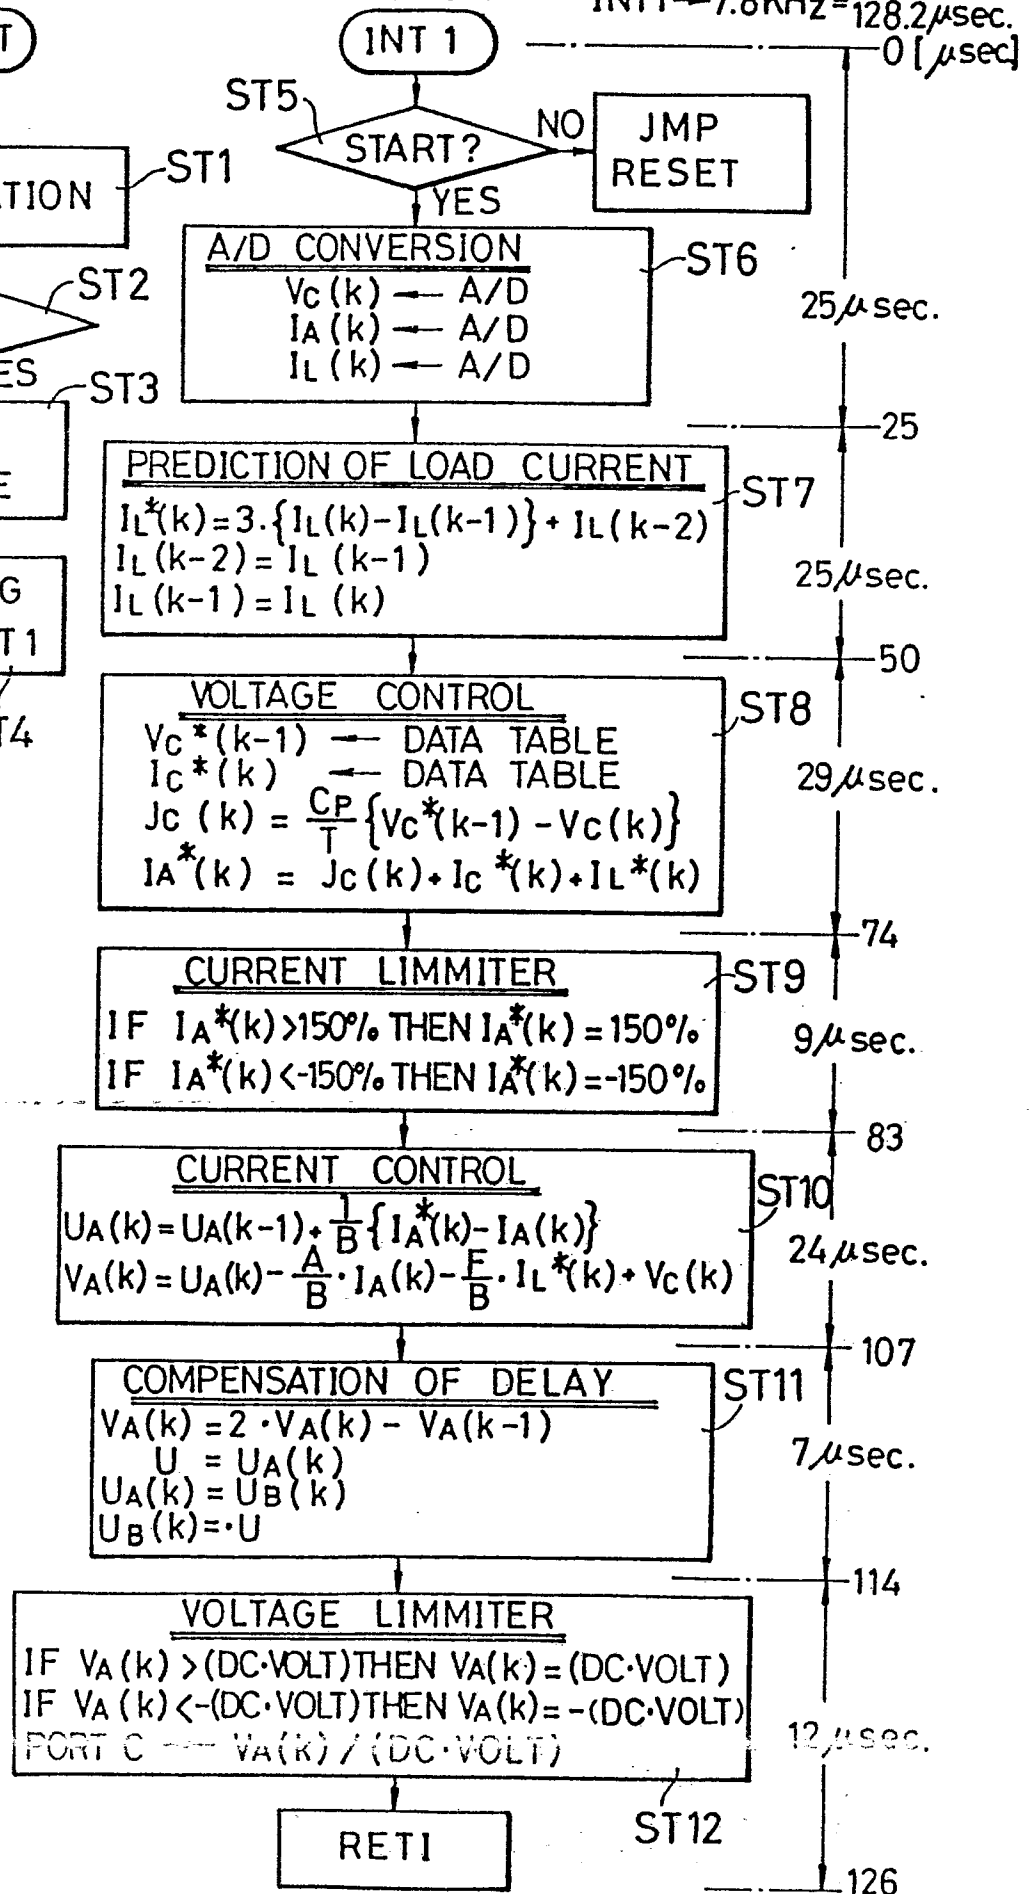 INT1 — 7.8KHz = 128.2μsec.
T
INT 1
0 [μsec]
ST5
START?
NO
JMP
RESET
YES
ST1
ATION
A/D CONVERSION
VC (k) ← A/D
IA (k) ← A/D
IL (k) ← A/D
ST6
ST2
25μsec.
ES
ST3
25
E
PREDICTION OF LOAD CURRENT
IL*(k)=3·{IL(k)-IL(k-1)}+IL(k-2)
IL(k-2)=IL(k-1)
IL(k-1)=IL(k)
ST7
25μsec.
G
T 1
50
T4
VOLTAGE CONTROL
VC*(k-1) ← DATA TABLE
IC*(k) ← DATA TABLE
JC(k) = CP/T {VC*(k-1) - VC(k)}
IA*(k) = JC(k)+IC*(k)+IL*(k)
ST8
29μsec.
74
CURRENT LIMMITER
IF IA*(k)>150% THEN IA*(k)=150%
IF IA*(k)<-150% THEN IA*(k)=-150%
ST9
9μsec.
83
CURRENT CONTROL
UA(k)=UA(k-1)+1/B{IA*(k)-IA(k)}
VA(k)=UA(k)-A/B·IA(k)-F/B·IL*(k)+VC(k)
ST10
24μsec.
107
COMPENSATION OF DELAY
VA(k)=2·VA(k)-VA(k-1)
U = UA(k)
UA(k)=UB(k)
UB(k)=·U
ST11
7μsec.
114
VOLTAGE LIMMITER
IF VA(k)>(DC·VOLT)THEN VA(k)=(DC·VOLT)
IF VA(k)<-(DC·VOLT)THEN VA(k)=-(DC·VOLT)
PORT C — VA(k)/(DC·VOLT)
12μsec.
ST12
RETI
126